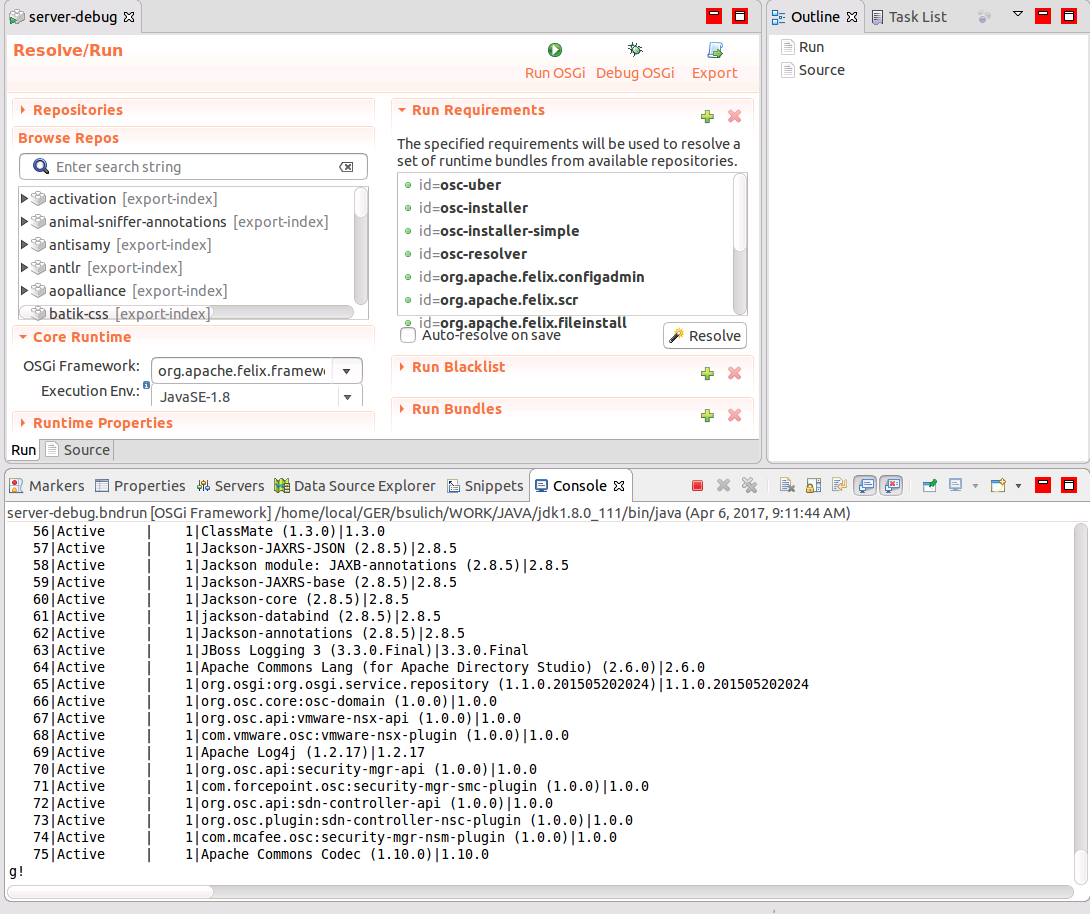 server-debug
Resolve/Run
Run OSGi
Debug OSGi
Export
Repositories
Browse Repos
Enter search string
activation [export-index]
animal-sniffer-annotations [export-index]
antisamy [export-index]
antlr [export-index]
aopalliance [export-index]
batik-css [export-index]
Core Runtime
OSGi Framework: org.apache.felix.framew
Execution Env.: JavaSE-1.8
Runtime Properties
Run Requirements
The specified requirements will be used to resolve a
set of runtime bundles from available repositories.
id=osc-uber
id=osc-installer
id=osc-installer-simple
id=osc-resolver
id=org.apache.felix.configadmin
id=org.apache.felix.scr
id=org.apache.felix.fileinstall
Auto-resolve on save
Resolve
Run Blacklist
Run Bundles
Run
Source
Outline
Task List
Run
Source
Markers
Properties
Servers
Data Source Explorer
Snippets
Console
server-debug.bndrun [OSGi Framework] /home/local/GER/bsulich/WORK/JAVA/jdk1.8.0_111/bin/java (Apr 6, 2017, 9:11:44 AM)
56|Active     |    1|ClassMate (1.3.0)|1.3.0
57|Active     |    1|Jackson-JAXRS-JSON (2.8.5)|2.8.5
58|Active     |    1|Jackson module: JAXB-annotations (2.8.5)|2.8.5
59|Active     |    1|Jackson-JAXRS-base (2.8.5)|2.8.5
60|Active     |    1|Jackson-core (2.8.5)|2.8.5
61|Active     |    1|jackson-databind (2.8.5)|2.8.5
62|Active     |    1|Jackson-annotations (2.8.5)|2.8.5
63|Active     |    1|JBoss Logging 3 (3.3.0.Final)|3.3.0.Final
64|Active     |    1|Apache Commons Lang (for Apache Directory Studio) (2.6.0)|2.6.0
65|Active     |    1|org.osgi:org.osgi.service.repository (1.1.0.201505202024)|1.1.0.201505202024
66|Active     |    1|org.osc.core:osc-domain (1.0.0)|1.0.0
67|Active     |    1|org.osc.api:vmware-nsx-api (1.0.0)|1.0.0
68|Active     |    1|com.vmware.osc:vmware-nsx-plugin (1.0.0)|1.0.0
69|Active     |    1|Apache Log4j (1.2.17)|1.2.17
70|Active     |    1|org.osc.api:security-mgr-api (1.0.0)|1.0.0
71|Active     |    1|com.forcepoint.osc:security-mgr-smc-plugin (1.0.0)|1.0.0
72|Active     |    1|org.osc.api:sdn-controller-api (1.0.0)|1.0.0
73|Active     |    1|org.osc.plugin:sdn-controller-nsc-plugin (1.0.0)|1.0.0
74|Active     |    1|com.mcafee.osc:security-mgr-nsm-plugin (1.0.0)|1.0.0
75|Active     |    1|Apache Commons Codec (1.10.0)|1.10.0
g!